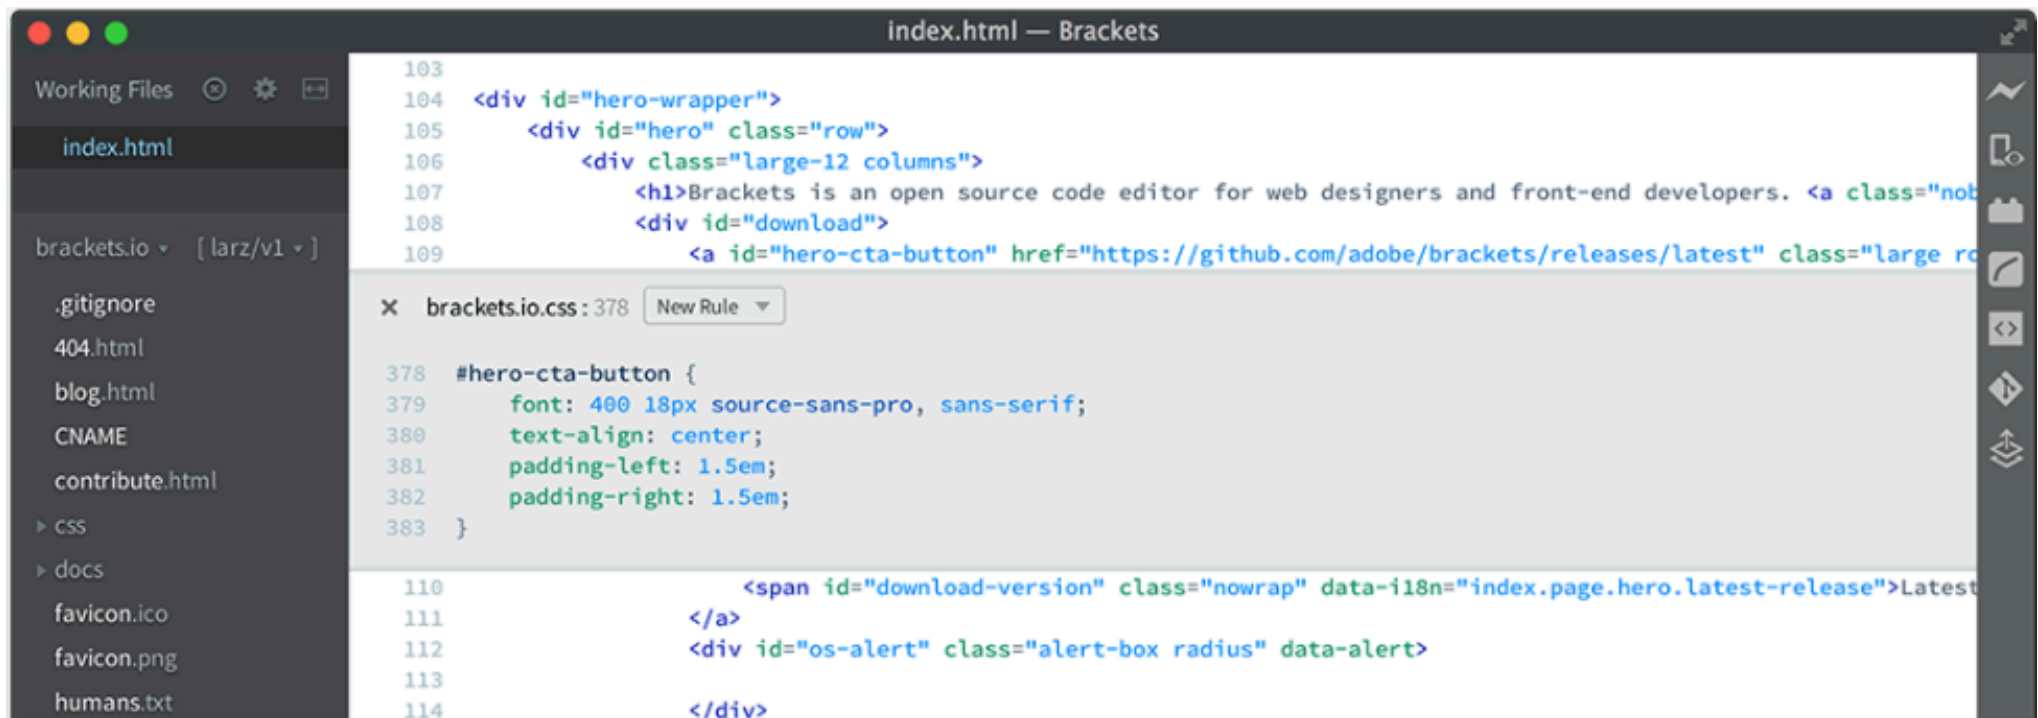 index.html — Brackets
Working Files
index.html
brackets.io [ larz/v1 ]
.gitignore
404.html
blog.html
CNAME
contribute.html
css
docs
favicon.ico
favicon.png
humans.txt
103
104 <div id="hero-wrapper">
105 <div id="hero" class="row">
106 <div class="large-12 columns">
107 <h1>Brackets is an open source code editor for web designers and front-end developers. <a class="nob
108 <div id="download">
109 <a id="hero-cta-button" href="https://github.com/adobe/brackets/releases/latest" class="large ro
× brackets.io.css : 378 New Rule
378 #hero-cta-button {
379 font: 400 18px source-sans-pro, sans-serif;
380 text-align: center;
381 padding-left: 1.5em;
382 padding-right: 1.5em;
383 }
110 <span id="download-version" class="nowrap" data-i18n="index.page.hero.latest-release">Latest
111 </a>
112 <div id="os-alert" class="alert-box radius" data-alert>
113
114 </div>